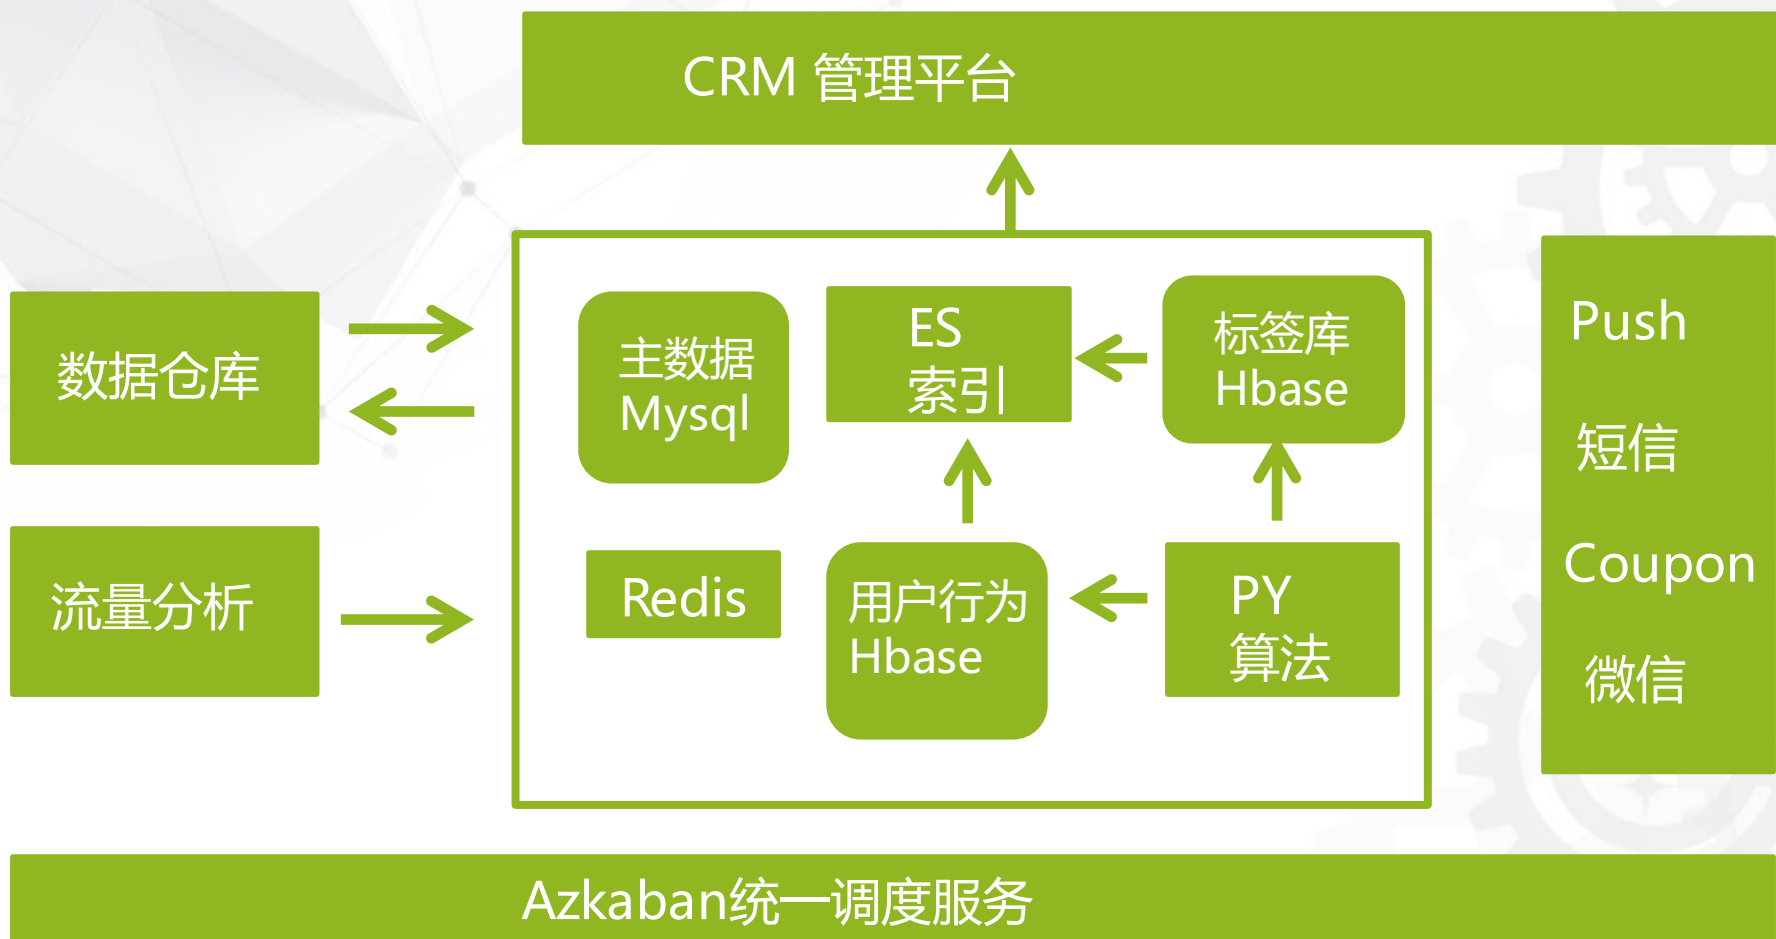 CRM 管理平台
数据仓库
流量分析
主数据
Mysql
ES
索引
标签库
Hbase
Redis
用户行为
Hbase
PY
算法
Push
短信
Coupon
微信
Azkaban统一调度服务